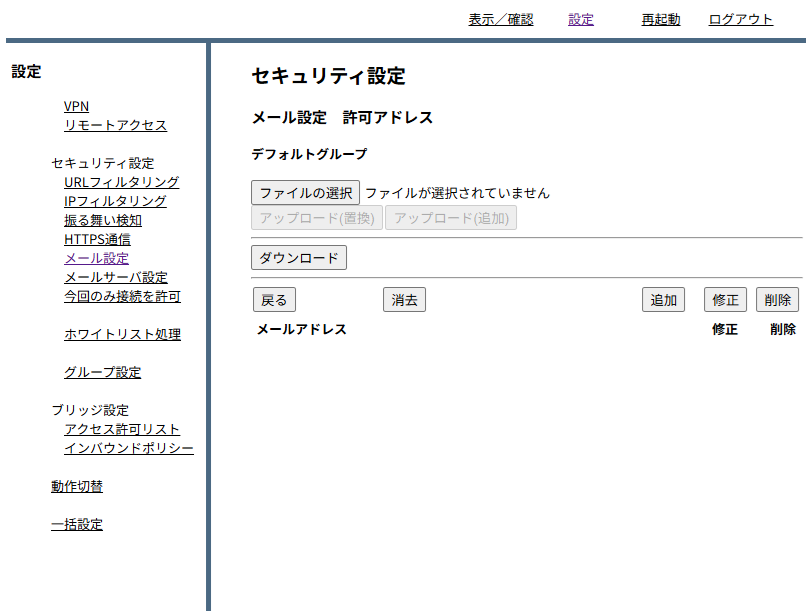 表示／確認 設定 再起動 ログアウト
設定
VPN
リモートアクセス
セキュリティ設定
URLフィルタリング
IPフィルタリング
振る舞い検知
HTTPS通信
メール設定
メールサーバ設定
今回のみ接続を許可
ホワイトリスト処理
グループ設定
ブリッジ設定
アクセス許可リスト
インバウンドポリシー
動作切替
一括設定
セキュリティ設定
メール設定　許可アドレス
デフォルトグループ
ファイルの選択 ファイルが選択されていません
アップロード(置換) アップロード(追加)
ダウンロード
戻る 消去 追加 修正 削除
メールアドレス 修正 削除